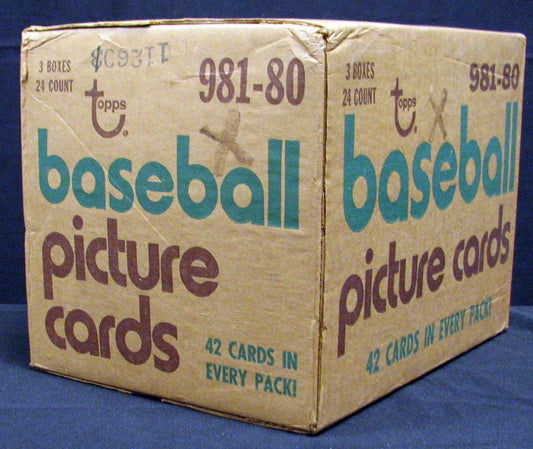 3 BOXES
24 COUNT
topps
981-80
X
baseball
picture
cards
42 CARDS IN
EVERY PACK!
3 BOXES
24 COUNT
topps
981-80
X
baseball
picture cards
42 CARDS IN EVERY PACK!